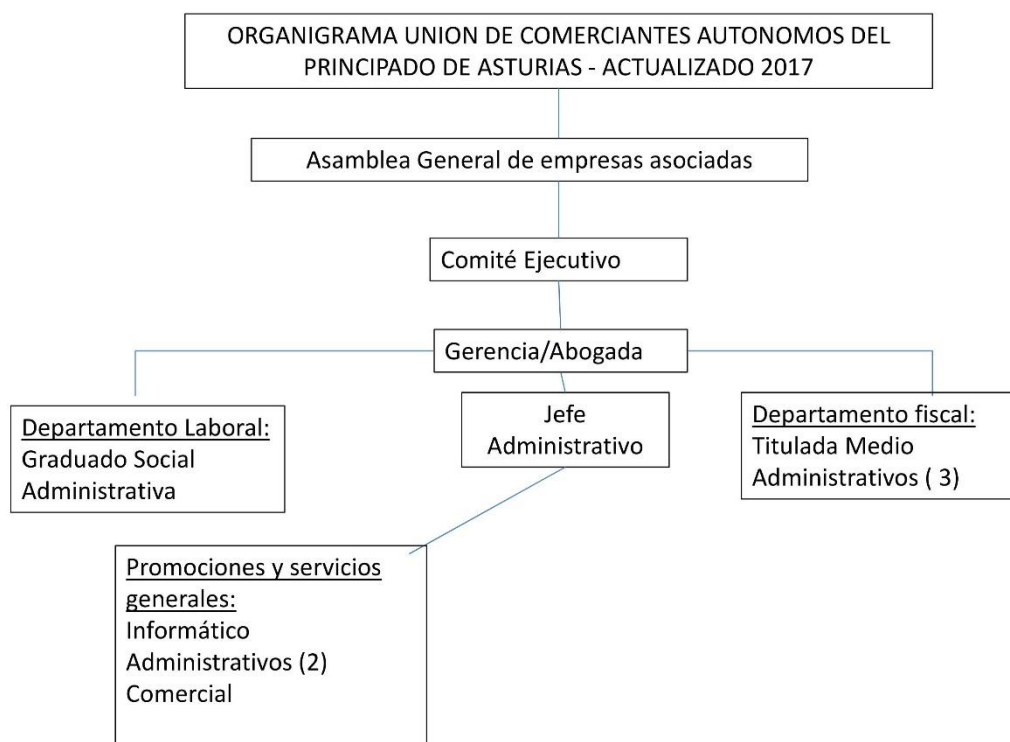 ORGANIGRAMA UNION DE COMERCIANTES AUTONOMOS DEL
PRINCIPADO DE ASTURIAS - ACTUALIZADO 2017
Asamblea General de empresas asociadas
Comité Ejecutivo
Gerencia/Abogada
Departamento Laboral:
Graduado Social
Administrativa
Jefe
Administrativo
Departamento fiscal:
Titulada Medio
Administrativos ( 3)
Promociones y servicios
generales:
Informático
Administrativos (2)
Comercial